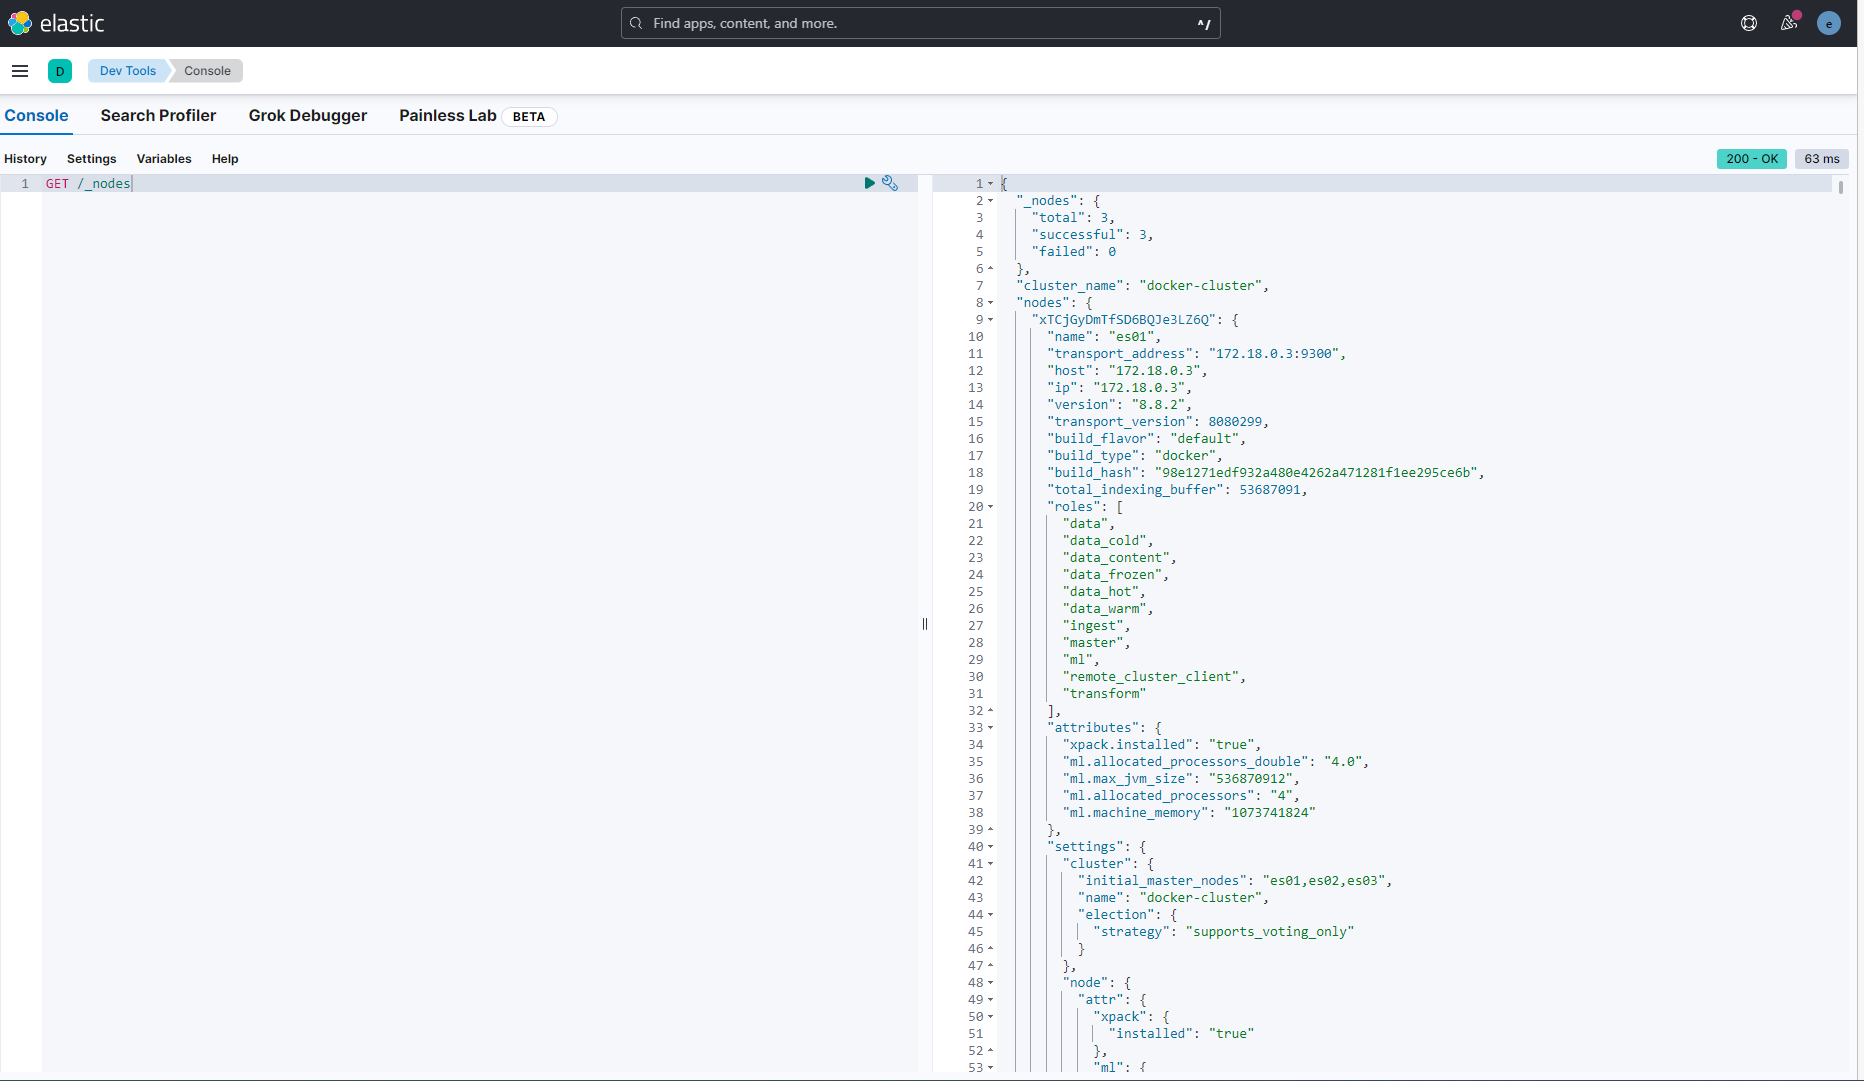 elastic
Find apps, content, and more.
^/
e
D
Dev Tools
Console
Console
Search Profiler
Grok Debugger
Painless Lab
BETA
History
Settings
Variables
Help
200 - OK
63 ms
1 GET /_nodes
1 {
2 "_nodes": {
3 "total": 3,
4 "successful": 3,
5 "failed": 0
6 },
7 "cluster_name": "docker-cluster",
8 "nodes": {
9 "xTCjGyDmTfSD6BQJe3LZ6Q": {
10 "name": "es01",
11 "transport_address": "172.18.0.3:9300",
12 "host": "172.18.0.3",
13 "ip": "172.18.0.3",
14 "version": "8.8.2",
15 "transport_version": 8080299,
16 "build_flavor": "default",
17 "build_type": "docker",
18 "build_hash": "98e1271edf932a480e4262a471281f1ee295ce6b",
19 "total_indexing_buffer": 53687091,
20 "roles": [
21 "data",
22 "data_cold",
23 "data_content",
24 "data_frozen",
25 "data_hot",
26 "data_warm",
27 "ingest",
28 "master",
29 "ml",
30 "remote_cluster_client",
31 "transform"
32 ],
33 "attributes": {
34 "xpack.installed": "true",
35 "ml.allocated_processors_double": "4.0",
36 "ml.max_jvm_size": "536870912",
37 "ml.allocated_processors": "4",
38 "ml.machine_memory": "1073741824"
39 },
40 "settings": {
41 "cluster": {
42 "initial_master_nodes": "es01,es02,es03",
43 "name": "docker-cluster",
44 "election": {
45 "strategy": "supports_voting_only"
46 }
47 },
48 "node": {
49 "attr": {
50 "xpack": {
51 "installed": "true"
52 },
53 "ml": {